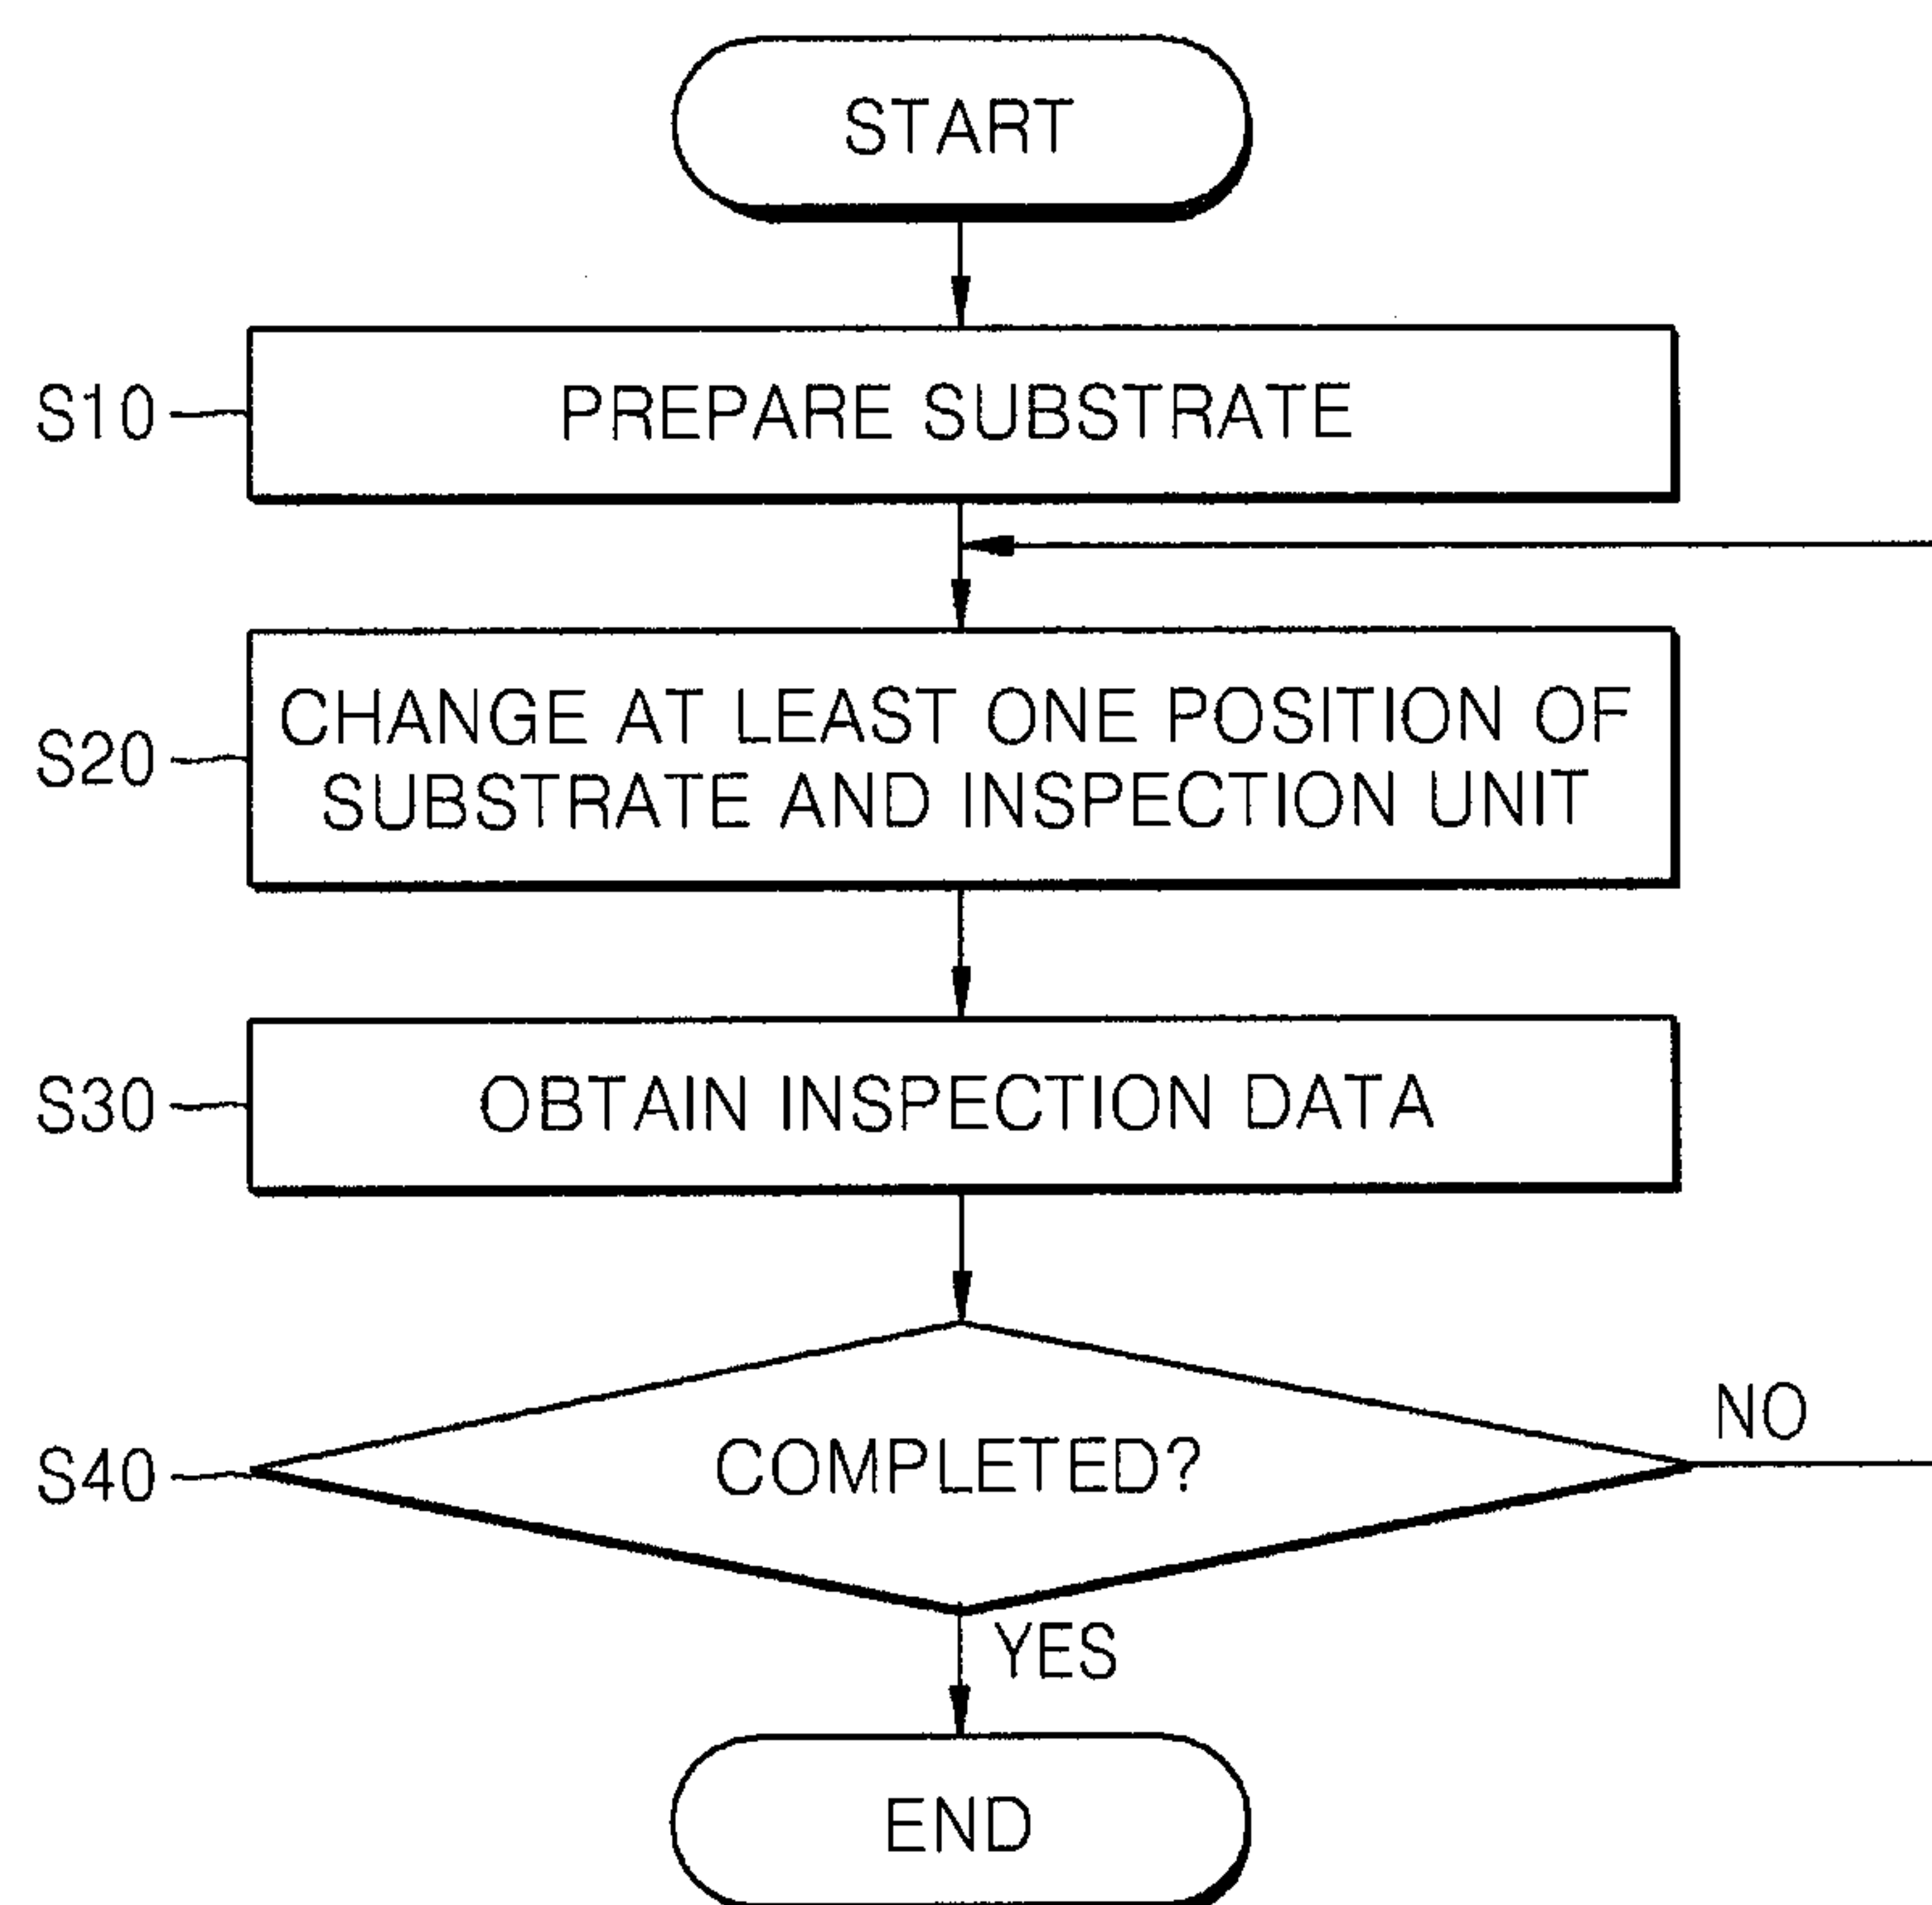 START
S10
PREPARE SUBSTRATE
S20
CHANGE AT LEAST ONE POSITION OF
SUBSTRATE AND INSPECTION UNIT
S30
OBTAIN INSPECTION DATA
S40
COMPLETED?
NO
YES
END